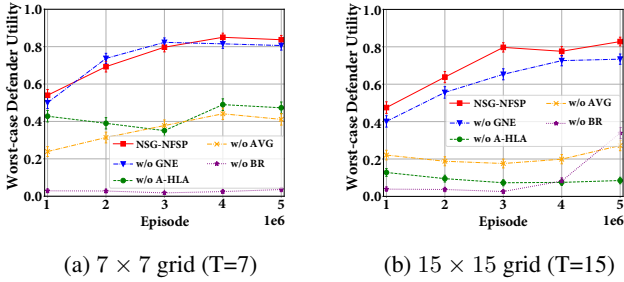 Worst-case Defender Utility
1.0
0.8
0.6
0.4
0.2
0.0
NSG-NFSP
w/o GNE
w/o A-HLA
w/o AVG
w/o BR
1 2 3 4 5
Episode 1e6
(a) 7 × 7 grid (T=7)
Worst-case Defender Utility
1.0
0.8
0.6
0.4
0.2
0.0
NSG-NFSP
w/o GNE
w/o A-HLA
w/o AVG
w/o BR
1 2 3 4 5
Episode 1e6
(b) 15 × 15 grid (T=15)